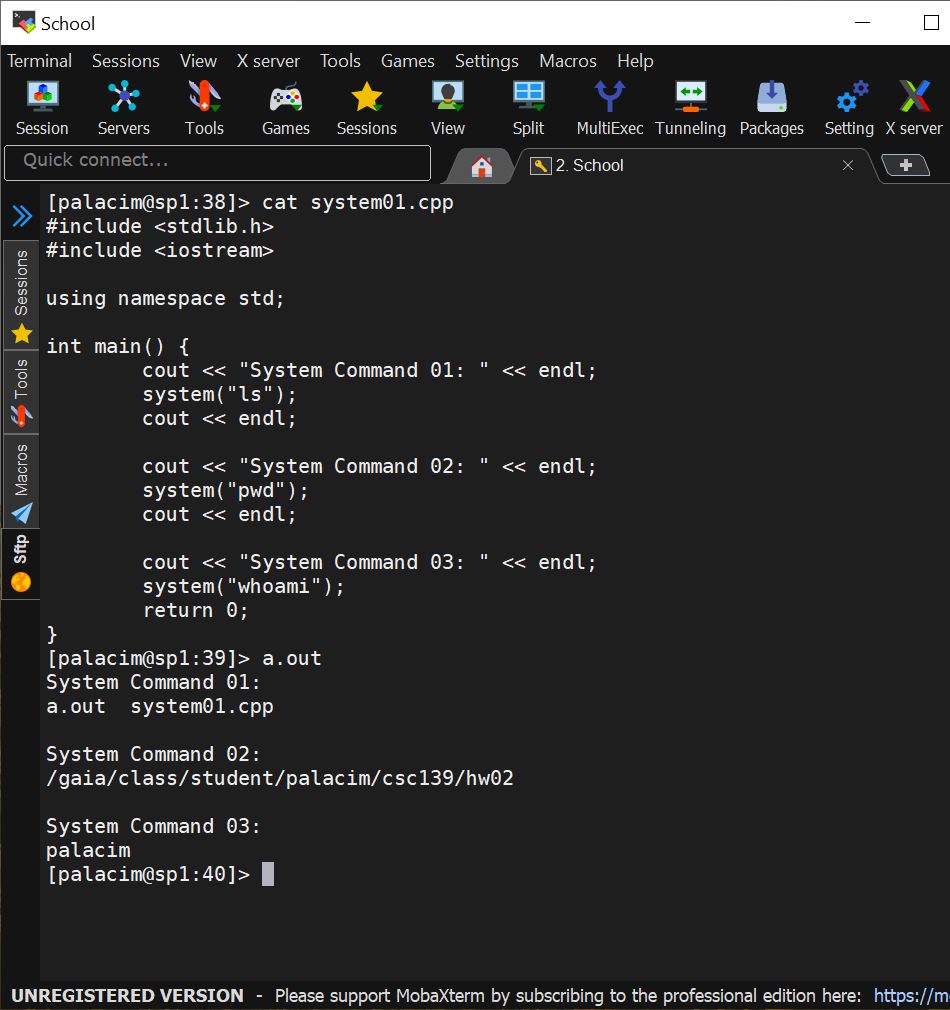 School
Terminal Sessions View X server Tools Games Settings Macros Help
Session Servers Tools Games Sessions View Split MultiExec Tunneling Packages Setting X server
Quick connect...
2. School
Sessions
Tools
Macros
Sftp
[palacim@sp1:38]> cat system01.cpp
#include <stdlib.h>
#include <iostream>

using namespace std;

int main() {
        cout << "System Command 01: " << endl;
        system("ls");
        cout << endl;

        cout << "System Command 02: " << endl;
        system("pwd");
        cout << endl;

        cout << "System Command 03: " << endl;
        system("whoami");
        return 0;
}
[palacim@sp1:39]> a.out
System Command 01:
a.out  system01.cpp

System Command 02:
/gaia/class/student/palacim/csc139/hw02

System Command 03:
palacim
[palacim@sp1:40]>
UNREGISTERED VERSION - Please support MobaXterm by subscribing to the professional edition here: https://m